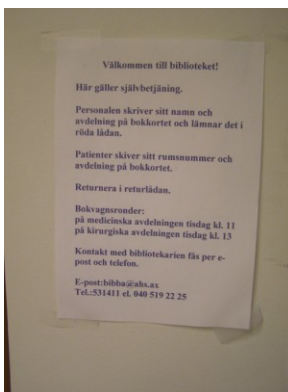 Välkommen till biblioteket!
Här gäller självbetjäning.
Personalen skriver sitt namn och
avdelning på bokkortet och lämnar det i
röda lådan.
Patienter skiver sitt rumsnummer och
avdelning på bokkortet.
Returnera i returlådan.
Bokvagnsronder:
på medicinska avdelningen tisdag kl. 11
på kirurgiska avdelningen tisdag kl. 13
Kontakt med bibliotekarien fås per e-
post och telefon.
E-post:bibba@ahs.ax
Tel.:531411 el. 040 519 22 25